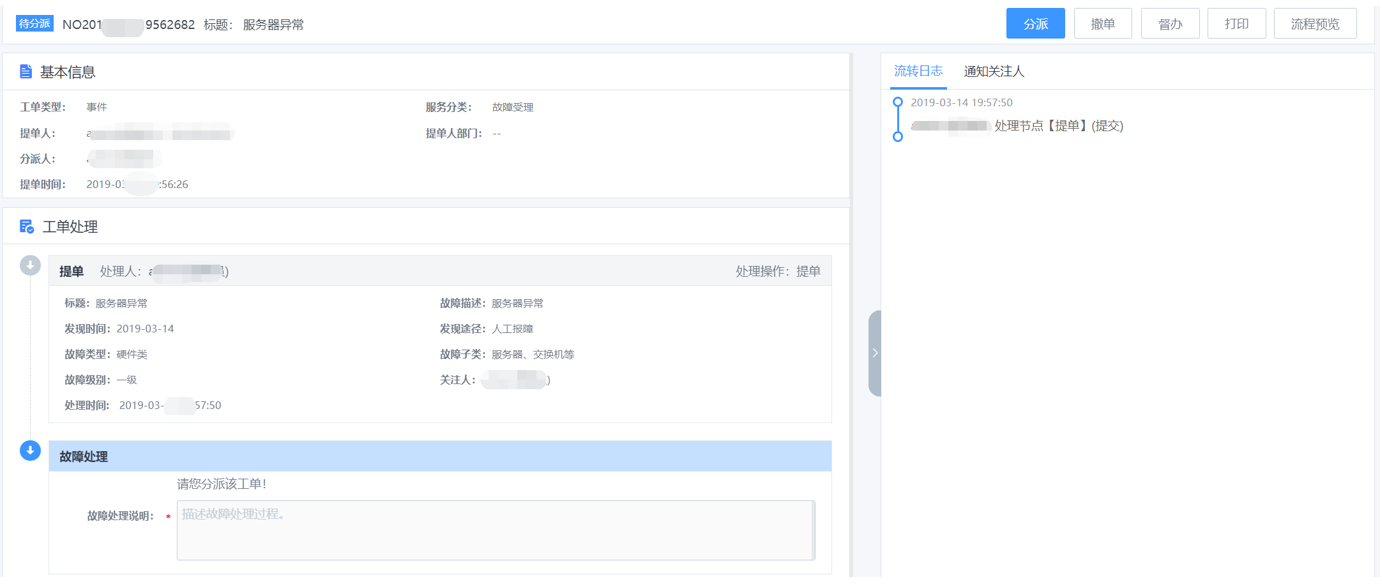 待分派 NO201 9562682 标题： 服务器异常
分派 撤单 督办 打印 流程预览
基本信息
工单类型： 事件 服务分类： 故障受理
提单人： 提单人部门： --
分派人：
提单时间： 2019-03 :56:26
工单处理
提单 处理人： 处理操作：提单
标题： 服务器异常 故障描述： 服务器异常
发现时间： 2019-03-14 发现途径： 人工报障
故障类型： 硬件类 故障子类： 服务器、交换机等
故障级别： 一级 关注人： )
处理时间： 2019-03- 57:50
故障处理
请您分派该工单！
故障处理说明： * 描述故障处理过程。
流转日志 通知关注人
2019-03-14 19:57:50
处理节点【提单】(提交)